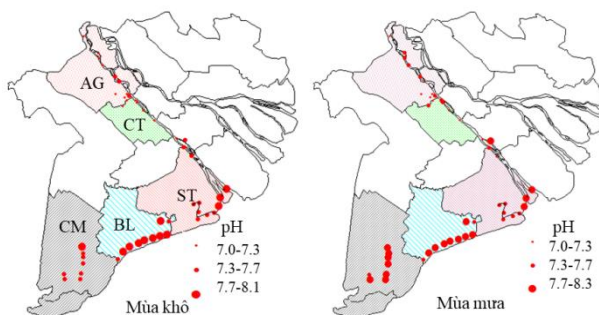 AG
CT
ST
CM
BL
pH
7.0-7.3
7.3-7.7
7.7-8.1
Mùa khô
pH
7.0-7.3
7.3-7.7
7.7-8.3
Mùa mưa